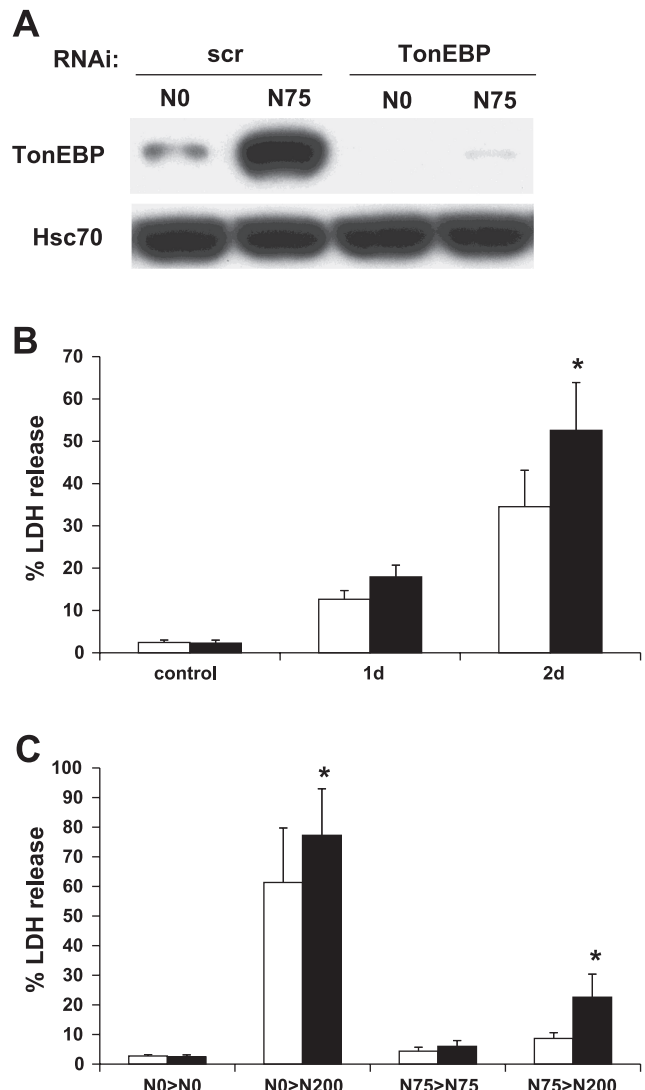 A
RNAi: scr TonEBP
N0 N75 N0 N75
TonEBP
Hsc70
B
70
60
50
40
30
20
10
0
% LDH release
*
control 1d 2d
C
100
90
80
70
60
50
40
30
20
10
0
% LDH release
*
*
N0>N0 N0>N200 N75>N75 N75>N200